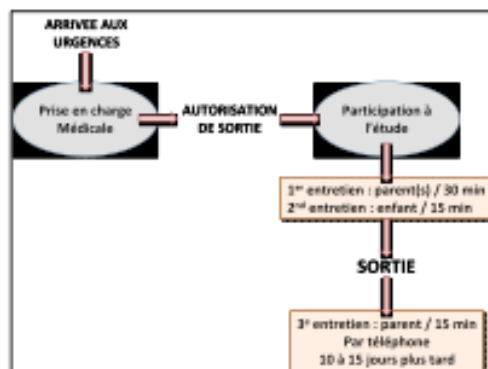 ARRIVEE AUX
URGENCES
Prise en charge
Médicale
AUTORISATION
DE SORTIE
Participation à
l'étude
1er entretien : parent(s) / 30 min
2nd entretien : enfant / 15 min
SORTIE
3e entretien : parent / 15 min
Par téléphone
10 à 15 jours plus tard